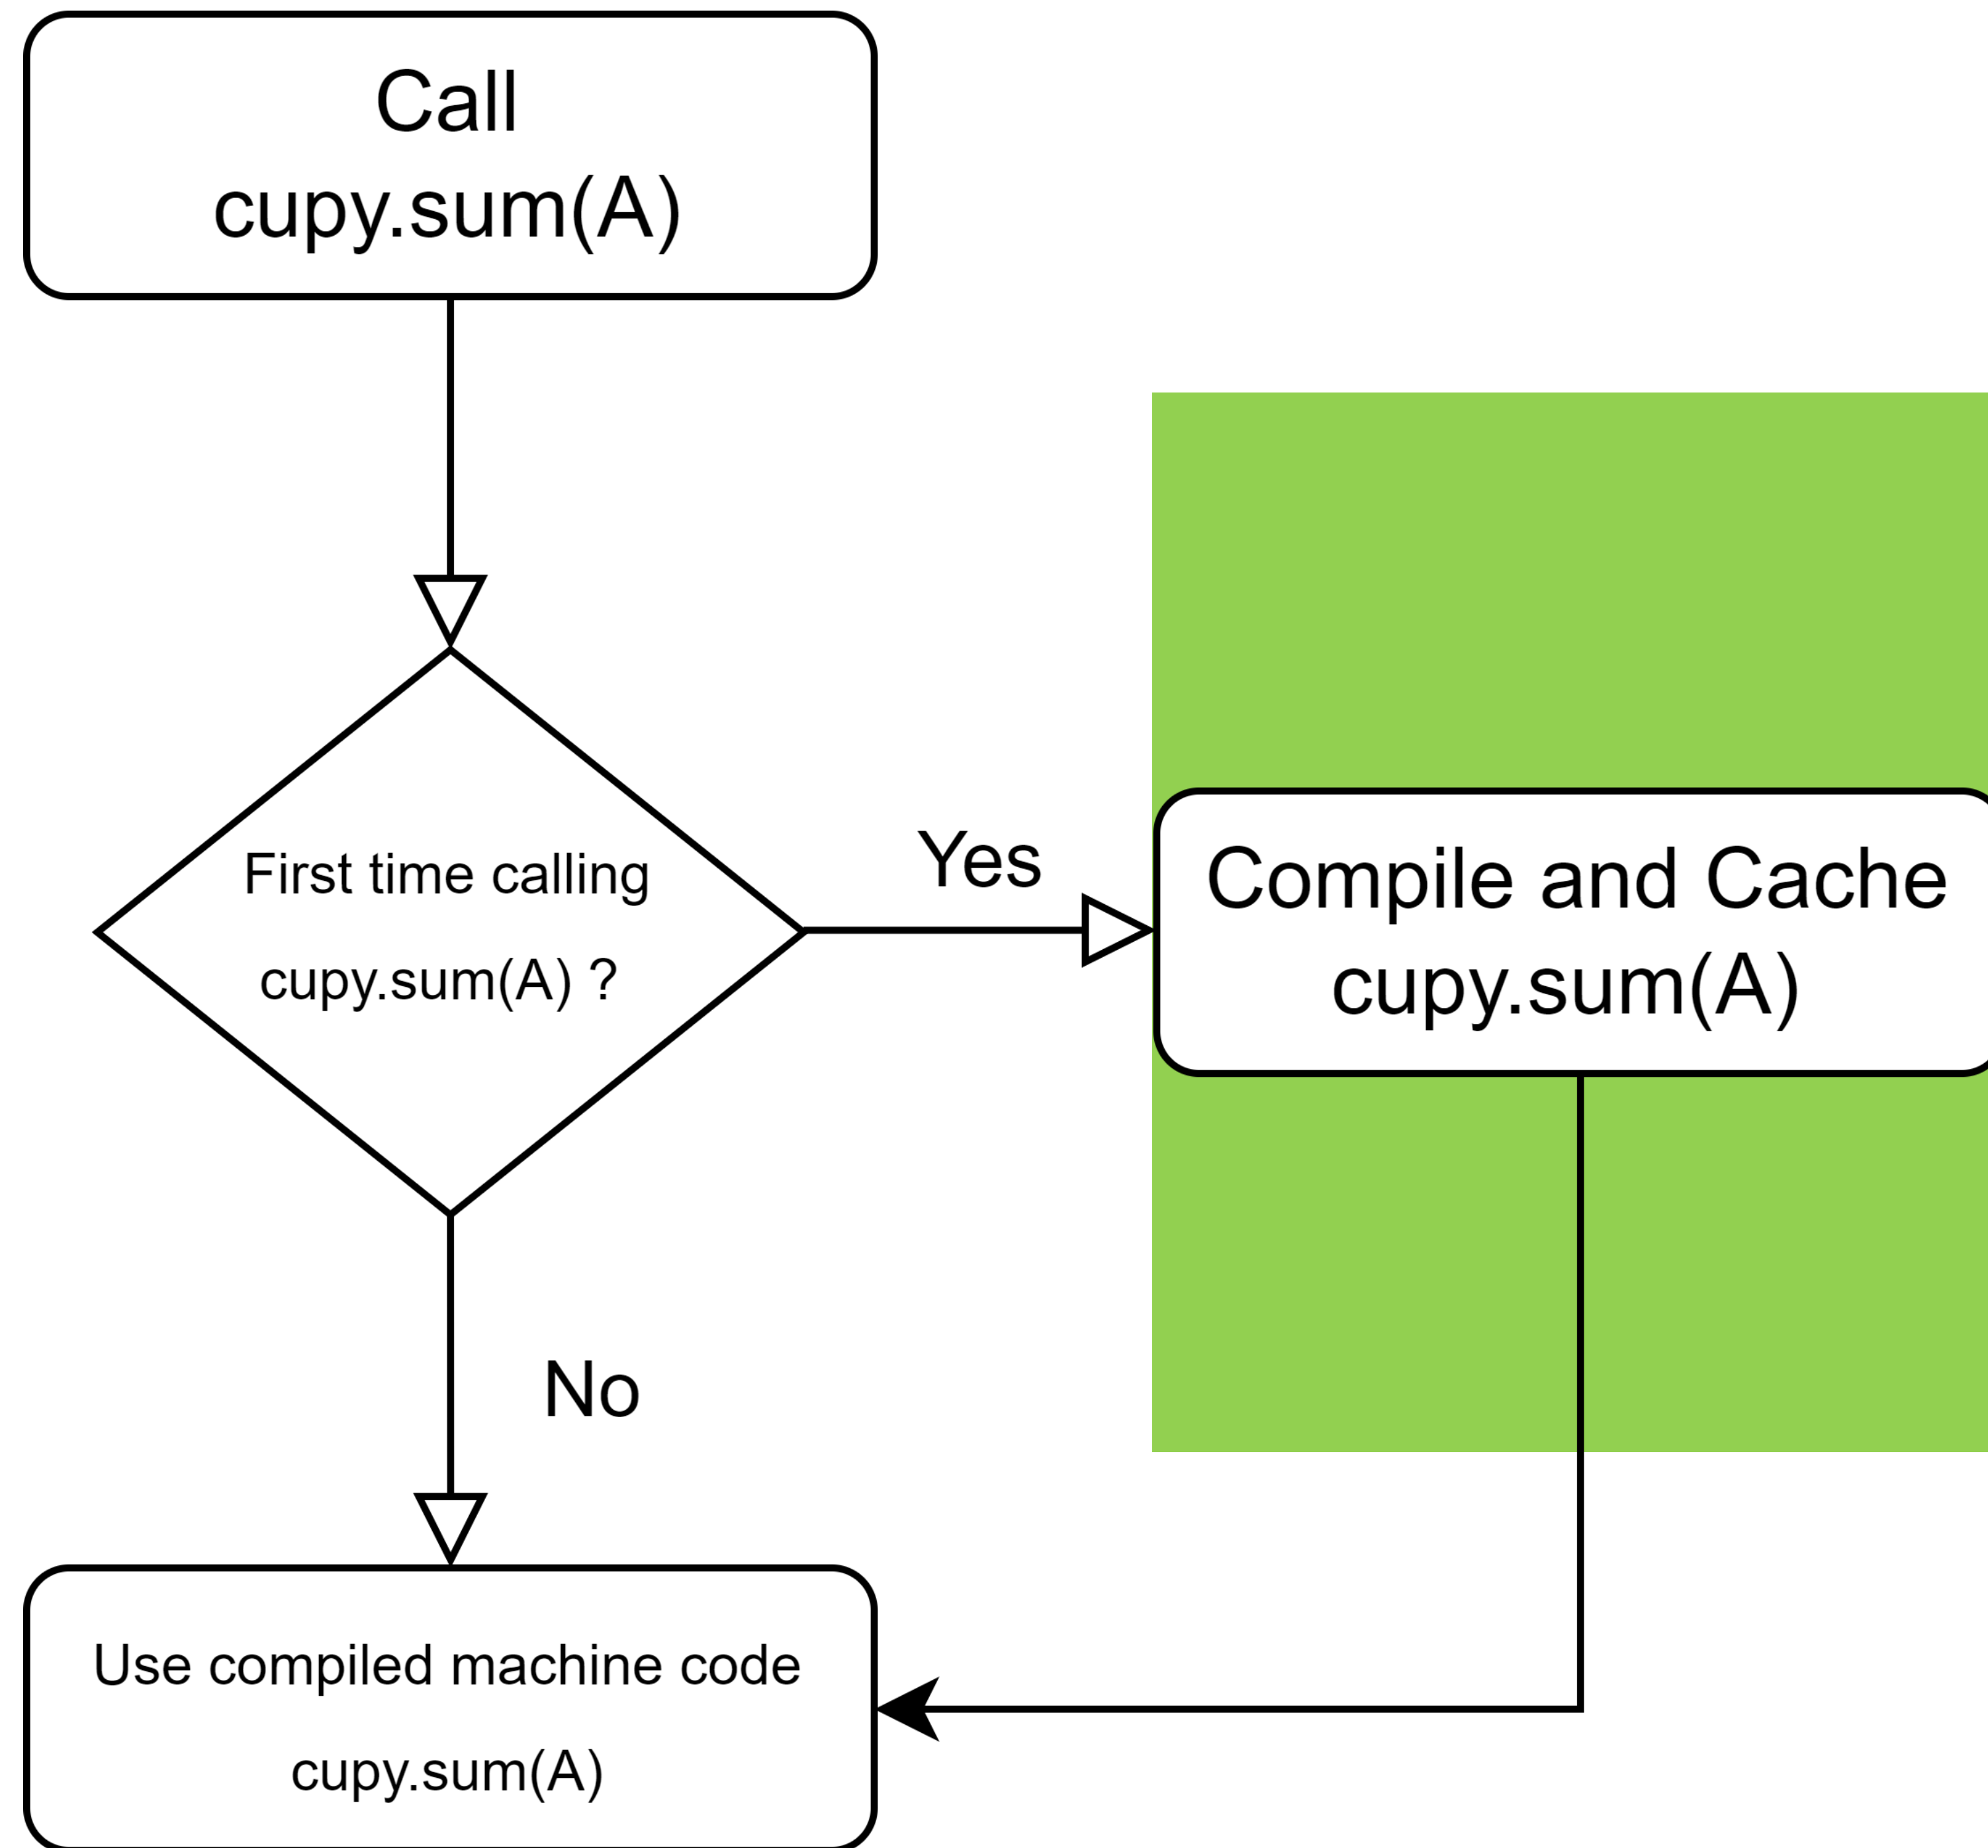 Call
cupy.sum(A)
First time calling
cupy.sum(A) ?
Yes
Compile and Cache
cupy.sum(A)
No
Use compiled machine code
cupy.sum(A)